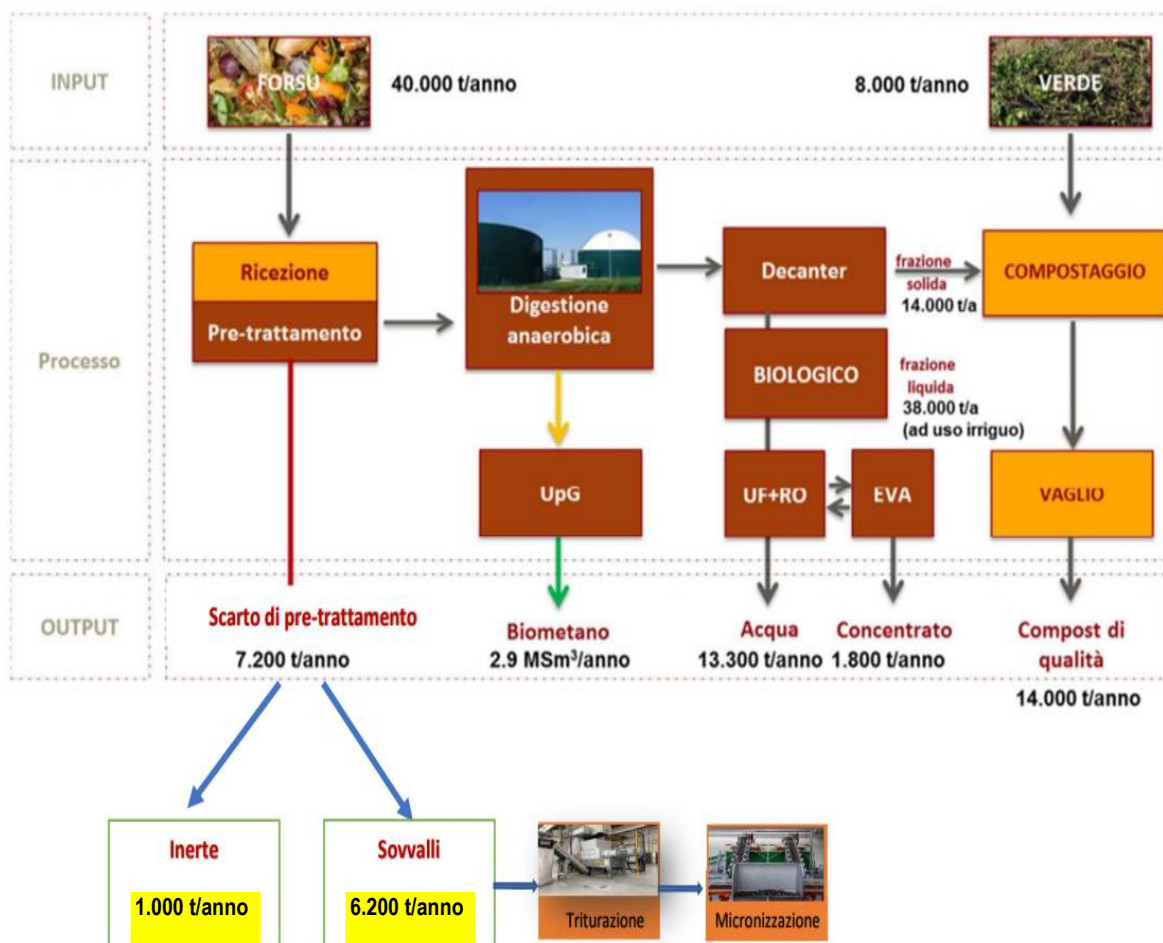 INPUT
FORSU
40.000 t/anno
8.000 t/anno
VERDE
Processo
Ricezione
Pre-trattamento
Digestione
anaerobica
Decanter
frazione
solida
14.000 t/a
COMPOSTAGGIO
BIOLOGICO
frazione
liquida
38.000 t/a
(ad uso irriguo)
UpG
UF+RO
EVA
VAGLIO
OUTPUT
Scarto di pre-trattamento
7.200 t/anno
Biometano
2.9 MSm³/anno
Acqua
13.300 t/anno
Concentrato
1.800 t/anno
Compost di
qualità
14.000 t/anno
Inerte
1.000 t/anno
Sovvalli
6.200 t/anno
Triturazione
Micronizzazione